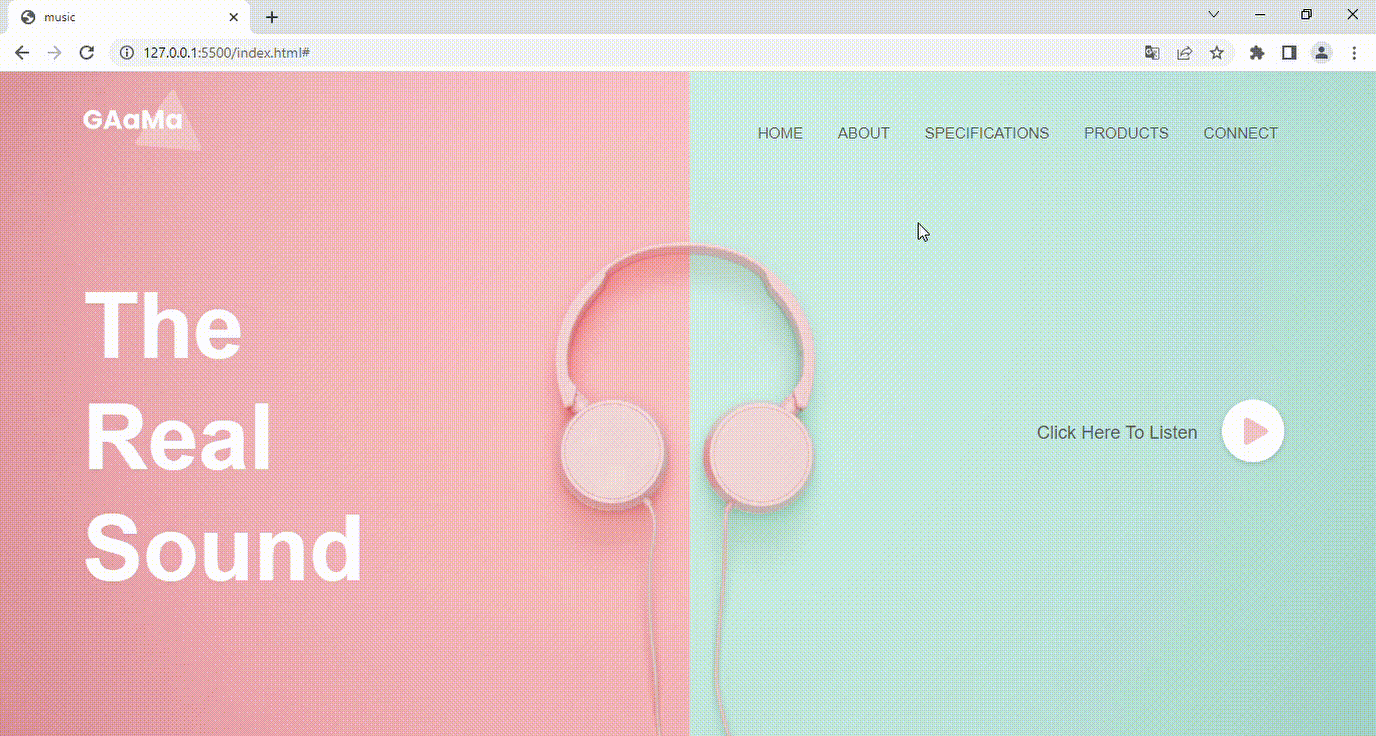 music
127.0.0.1:5500/index.html#
GAaMa
HOME ABOUT SPECIFICATIONS PRODUCTS CONNECT
The
Real
Sound
Click Here To Listen